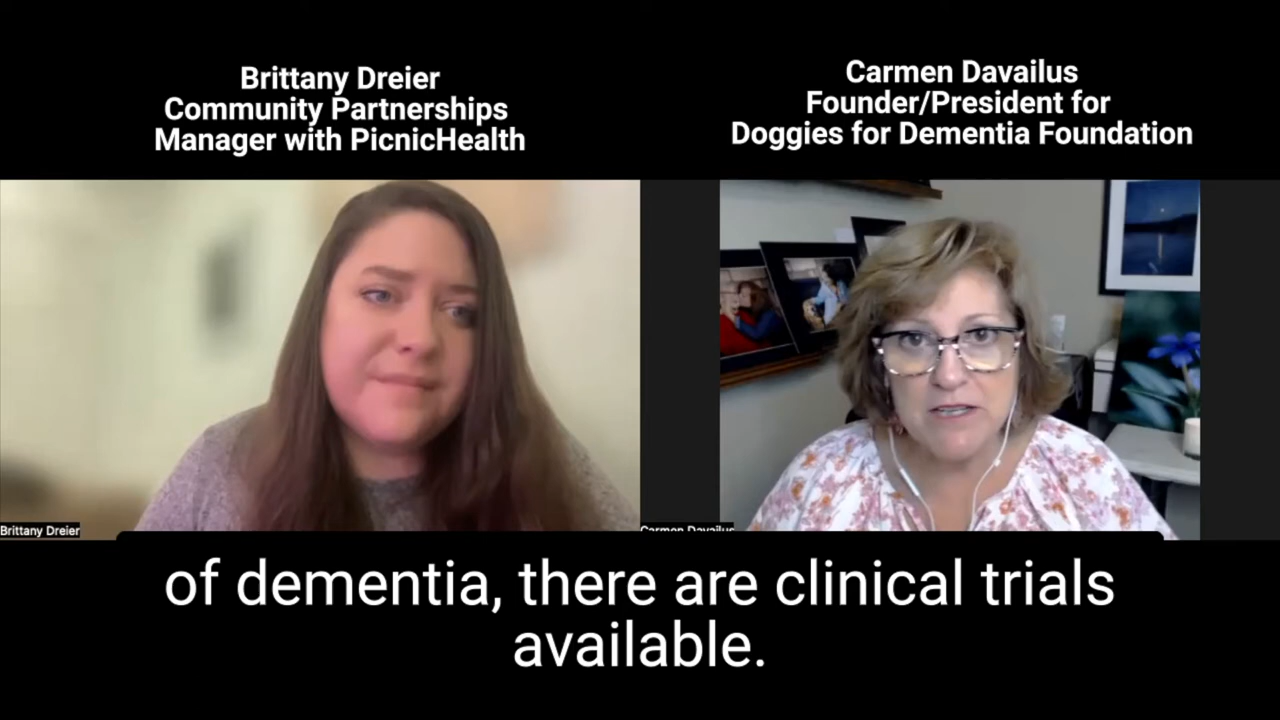 Brittany Dreier
Community Partnerships
Manager with PicnicHealth
Carmen Davailus
Founder/President for
Doggies for Dementia Foundation
Brittany Dreier
Carmen Davailus
of dementia, there are clinical trials
available.